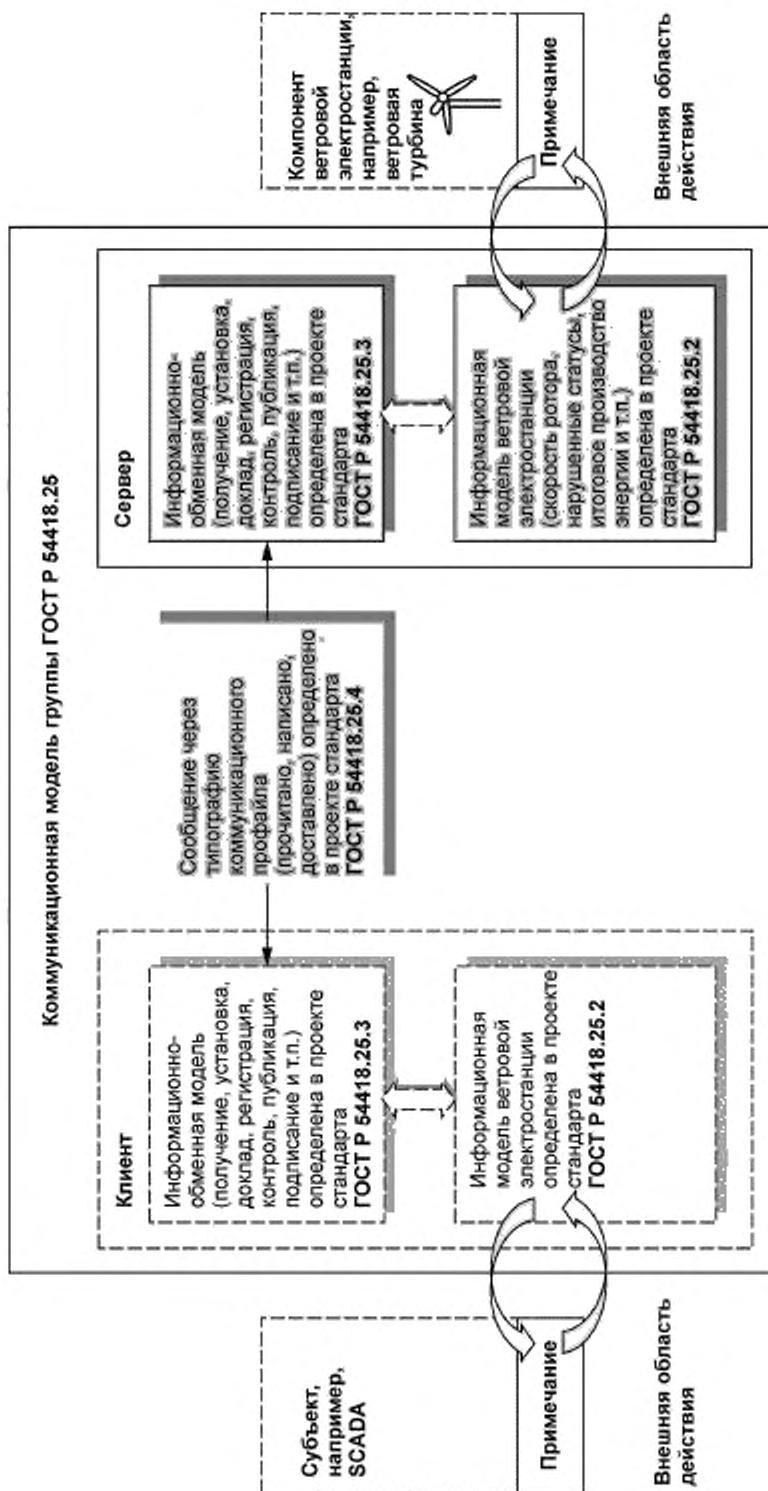 Коммуникационная модель группы ГОСТ Р 54418.25
Субъект,
например,
SCADA
Примечание
Внешняя область
действия
Клиент
Информационно-
обменная модель
(получение, установка,
доклад, регистрация,
контроль, публикация,
подписание и т.п.)
определена в проекте
стандарта
ГОСТ Р 54418.25.3
Информационная
модель ветровой
электростанции
определена в проекте
стандарта
ГОСТ Р 54418.25.2
Сообщение через
типографию
коммуникационного
профайла
(прочитано, написано,
доставлено) определено
в проекте стандарта
ГОСТ Р 54418.25.4
Сервер
Информационно-
обменная модель
(получение, установка,
доклад, регистрация,
контроль, публикация,
подписание и т.п.)
определена в проекте
стандарта
ГОСТ Р 54418.25.3
Информационная
модель ветровой
электростанции
(скорость ротора,
нарушенные статусы,
итоговое производство
энергии и т.п.)
определена в проекте
стандарта
ГОСТ Р 54418.25.2
Компонент
ветровой
электростанции,
например,
ветровая
турбина
Примечание
Внешняя область
действия